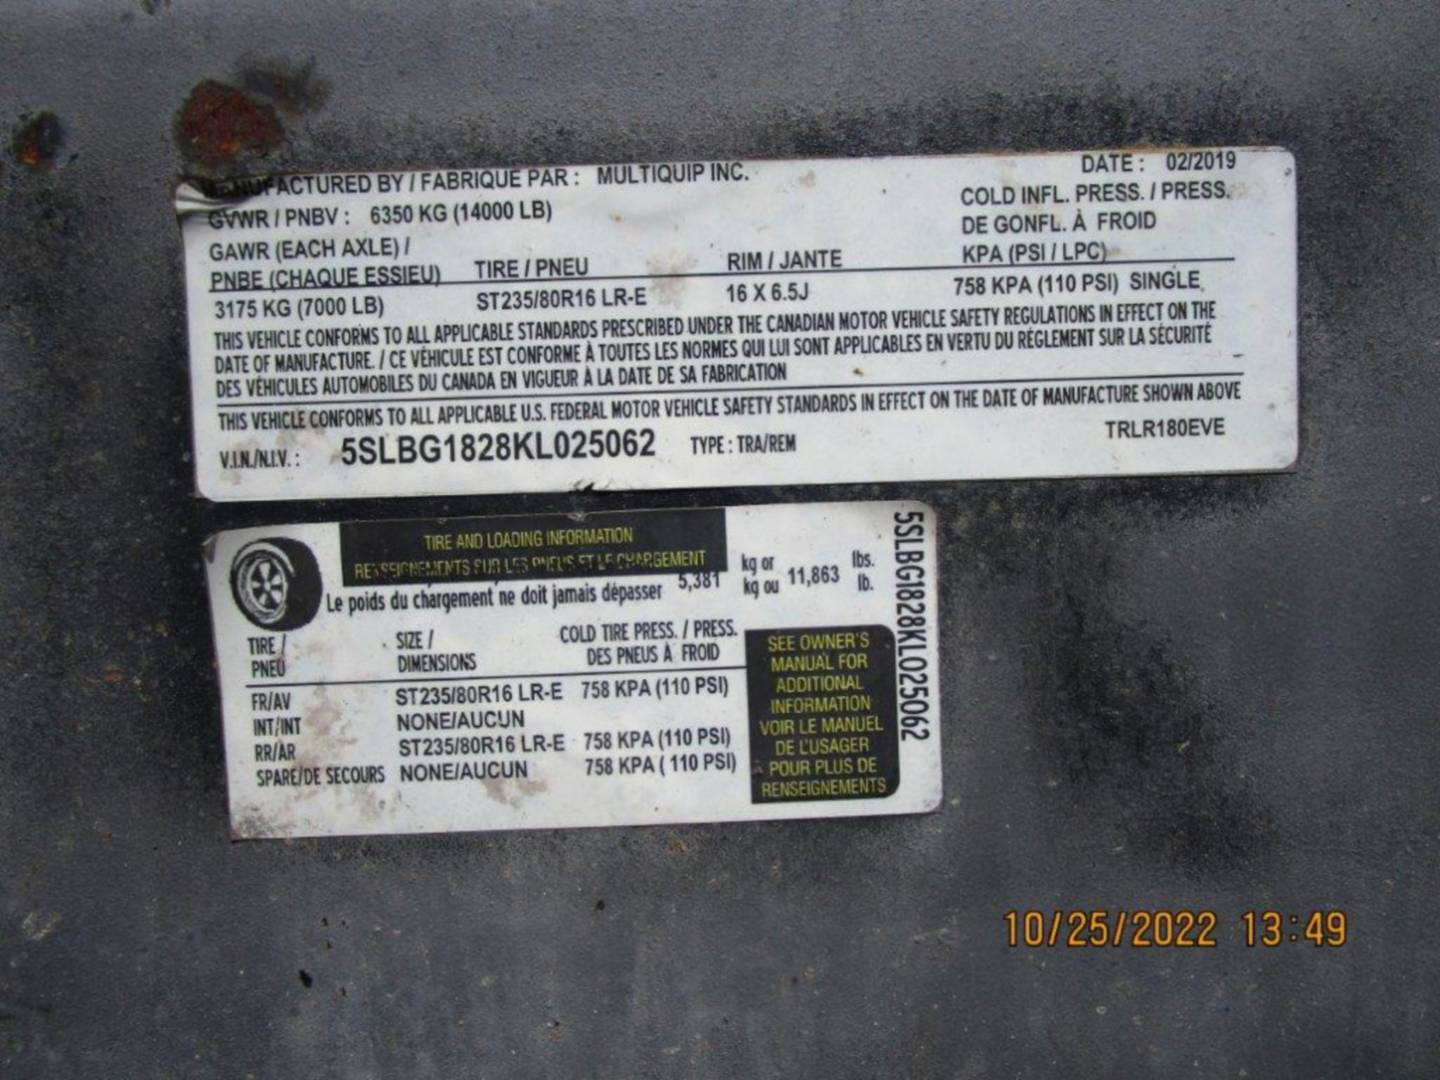 MANUFACTURED BY / FABRIQUE PAR : MULTIQUIP INC. DATE : 02/2019
GVWR / PNBV : 6350 KG (14000 LB) COLD INFL. PRESS. / PRESS.
DE GONFL. À FROID
GAWR (EACH AXLE) /
PNBE (CHAQUE ESSIEU) TIRE / PNEU RIM / JANTE KPA (PSI / LPC)
3175 KG (7000 LB) ST235/80R16 LR-E 16 X 6.5J 758 KPA (110 PSI) SINGLE
THIS VEHICLE CONFORMS TO ALL APPLICABLE STANDARDS PRESCRIBED UNDER THE CANADIAN MOTOR VEHICLE SAFETY REGULATIONS IN EFFECT ON THE
DATE OF MANUFACTURE. / CE VÉHICULE EST CONFORME À TOUTES LES NORMES QUI LUI SONT APPLICABLES EN VERTU DU RÈGLEMENT SUR LA SÉCURITÉ
DES VÉHICULES AUTOMOBILES DU CANADA EN VIGUEUR À LA DATE DE SA FABRICATION
THIS VEHICLE CONFORMS TO ALL APPLICABLE U.S. FEDERAL MOTOR VEHICLE SAFETY STANDARDS IN EFFECT ON THE DATE OF MANUFACTURE SHOWN ABOVE
V.I.N./N.I.V. : 5SLBG1828KL025062 TYPE : TRA/REM TRLR180EVE
TIRE AND LOADING INFORMATION
RENSEIGNEMENTS SUR LES PNEUS ET LE CHARGEMENT
Le poids du chargement ne doit jamais dépasser 5,381 kg or
kg ou 11,863 lbs.
lb.
TIRE /
PNEU SIZE /
DIMENSIONS COLD TIRE PRESS. / PRESS.
DES PNEUS À FROID
FR/AV ST235/80R16 LR-E 758 KPA (110 PSI)
INT/INT NONE/AUCUN
RR/AR ST235/80R16 LR-E 758 KPA (110 PSI)
SPARE/DE SECOURS NONE/AUCUN 758 KPA ( 110 PSI)
SEE OWNER'S
MANUAL FOR
ADDITIONAL
INFORMATION
VOIR LE MANUEL
DE L'USAGER
POUR PLUS DE
RENSEIGNEMENTS
5SLBG1828KL025062
10/25/2022 13:49